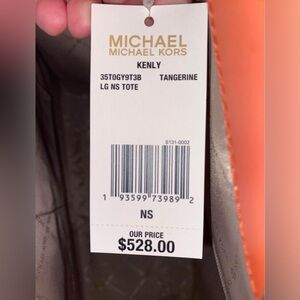 MICHAEL
MICHAEL KORS
KENLY
35T0GY9T3B TANGERINE
LG NS TOTE
6131-0002
1 93599 73989 2
NS
OUR PRICE
$528.00